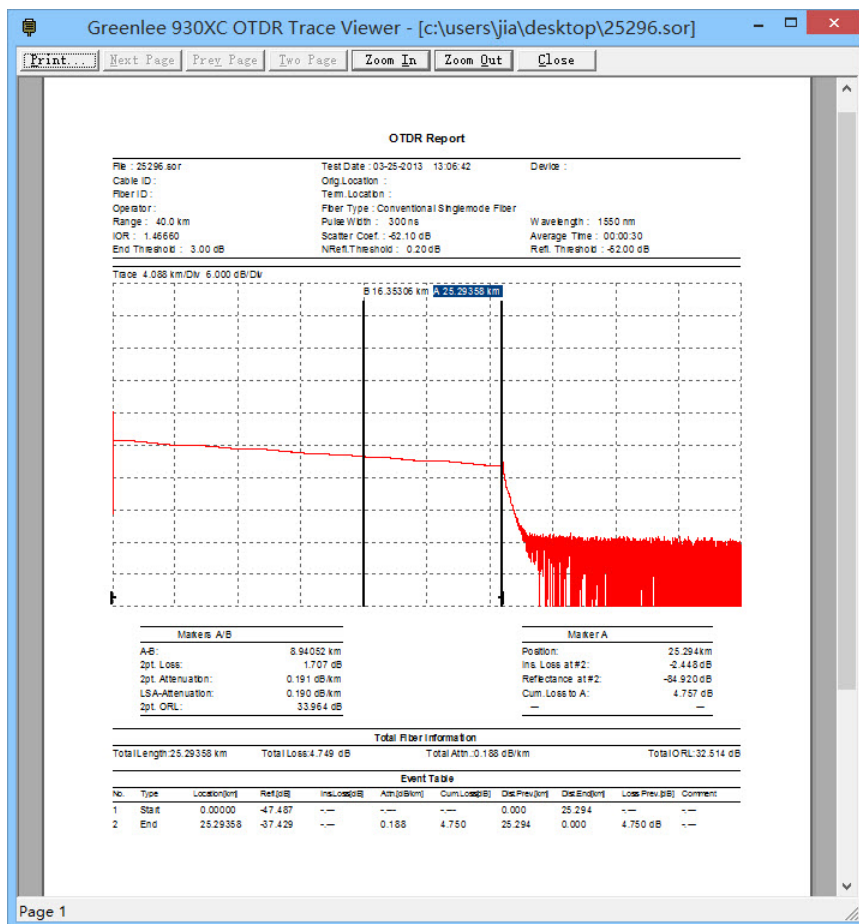 Greenlee 930XC OTDR Trace Viewer - [c:\users\jia\desktop\25296.sor]
Print... Next Page Prev Page Two Page Zoom In Zoom Out Close
OTDR Report
File : 25296.sor Test Date : 03-25-2013 13:06:42 Device :
Cable ID : Orig.Location :
Fiber ID : Term.Location :
Operator : Fiber Type : Conventional Singlemode Fiber
Range : 40.0 km Pulse Width : 300 ns Wavelength : 1550 nm
IOR : 1.46660 Scatter Coef. : -62.10 dB Average Time : 00:00:30
End Threshold : 3.00 dB NRefl.Threshold : 0.20 dB Refl. Threshold : -62.00 dB
Trace 4.088 km/Div 6.000 dB/Div
B 16.35306 km A 25.29358 km
Markers A/B Marker A
A-B: 8.94052 km Position: 25.294km
2pt. Loss: 1.707 dB Ins. Loss at #2: -2.448 dB
2pt. Attenuation: 0.191 dB/km Reflectance at #2: -84.920 dB
LSA-Attenuation: 0.190 dB/km Cum.Loss to A: 4.757 dB
2pt. ORL: 33.964 dB — —
Total Fiber Information
Total Length:25.29358 km Total Loss:4.749 dB Total Attn.:0.188 dB/km Total ORL:32.514 dB
Event Table
No. Type Location[km] Refl.[dB] Ins.Loss[dB] Attn.[dB/km] Cum.Loss[dB] Dist.Prev.[km] Dist.End[km] Loss Prev.[dB] Comment
1 Start 0.00000 -47.487 -.-- -.-- -.-- 0.000 25.294 -.-- -.--
2 End 25.29358 -37.429 -.-- 0.188 4.750 25.294 0.000 4.750 dB -.--
Page 1